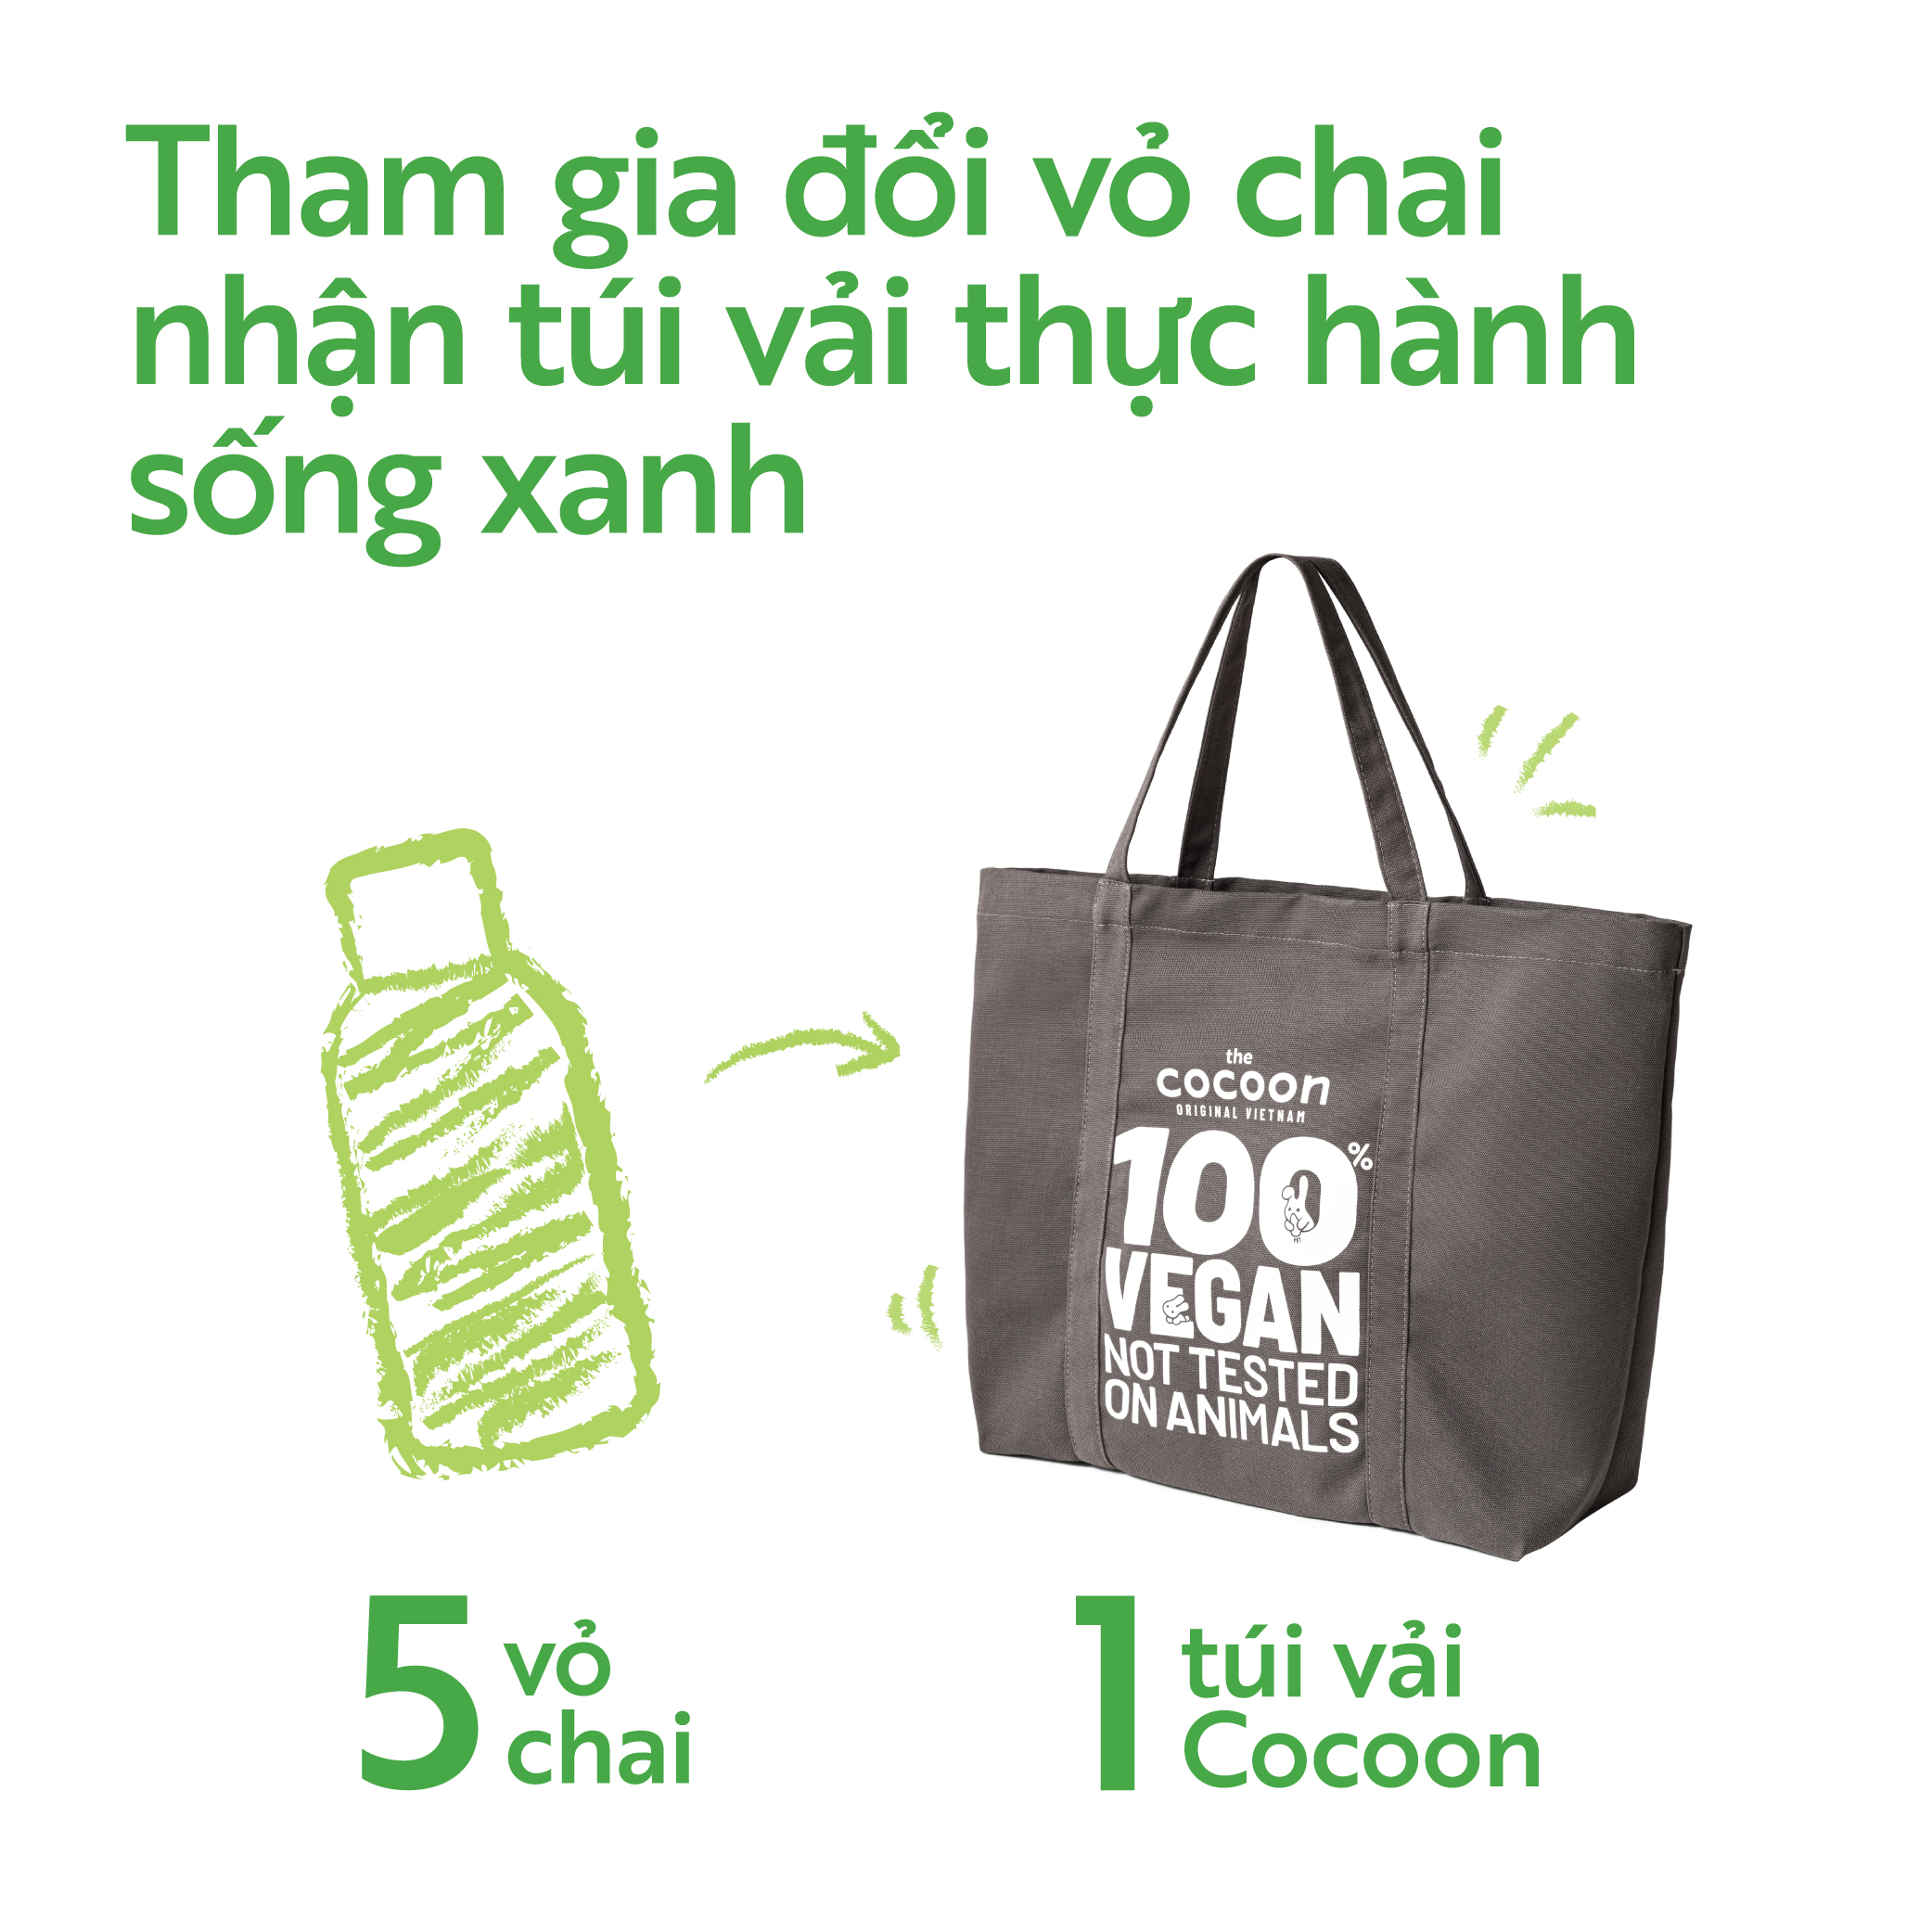 Tham gia đổi vỏ chai
nhận túi vải thực hành
sống xanh
the
cocoon
ORIGINAL VIETNAM
100%
VEGAN
NOT TESTED
ON ANIMALS
5 vỏ
chai
1 túi vải
Cocoon